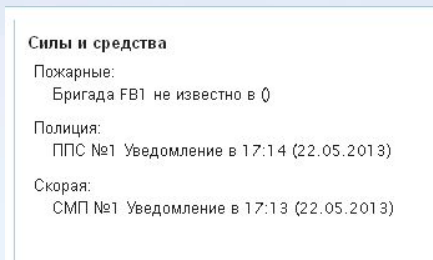 Силы и средства
Пожарные:
Бригада FB1 не известно в ()
Полиция:
ППС №1 Уведомление в 17:14 (22.05.2013)
Скорая:
СМП №1 Уведомление в 17:13 (22.05.2013)